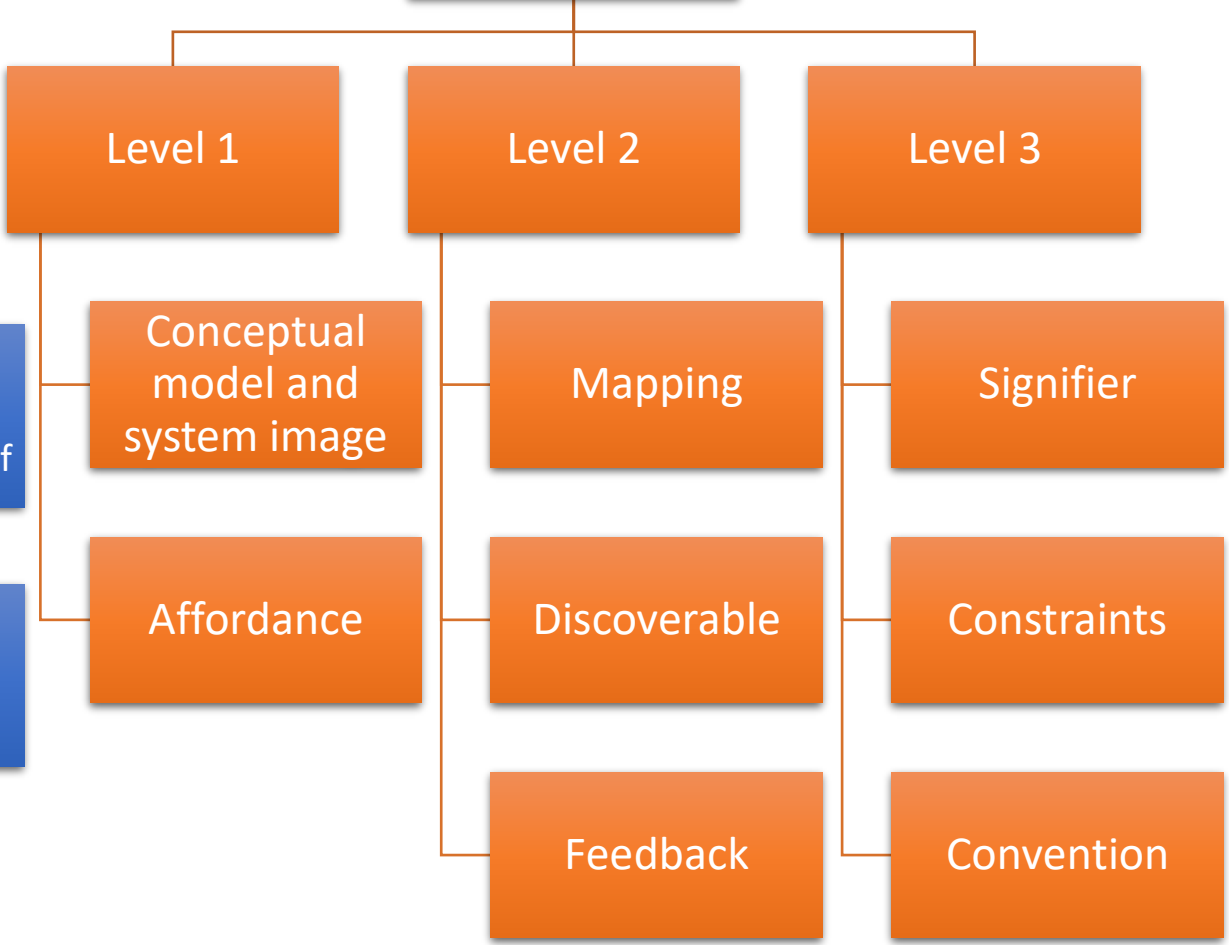 Level 1
Level 2
Level 3
Conceptual
model and
system image
Mapping
Signifier
f
Affordance
Discoverable
Constraints
Feedback
Convention